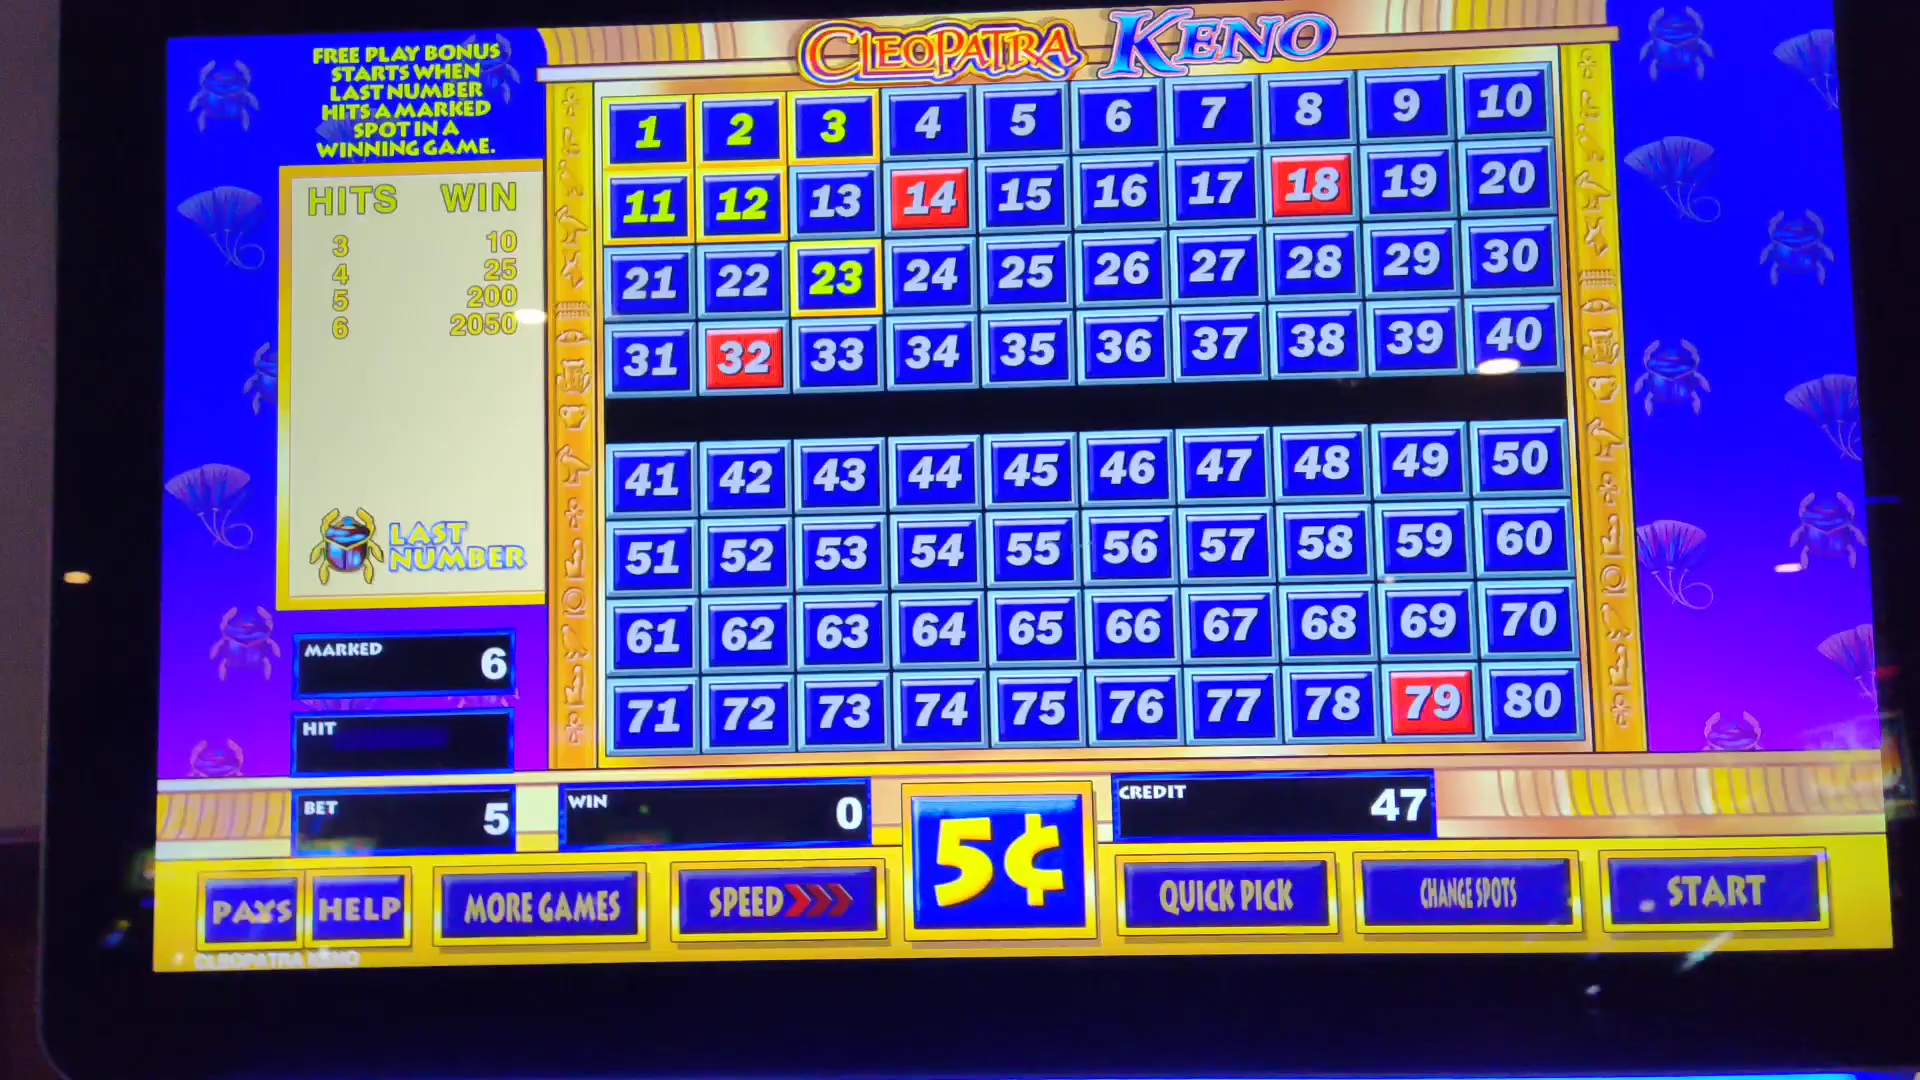 CLEOPATRA KENO
FREE PLAY BONUS
STARTS WHEN
LAST NUMBER
HITS A MARKED
SPOT IN A
WINNING GAME.
HITS WIN
3 10
4 25
5 200
6 2050
LAST
NUMBER
1 2 3 4 5 6 7 8 9 10
11 12 13 14 15 16 17 18 19 20
21 22 23 24 25 26 27 28 29 30
31 32 33 34 35 36 37 38 39 40
41 42 43 44 45 46 47 48 49 50
51 52 53 54 55 56 57 58 59 60
61 62 63 64 65 66 67 68 69 70
71 72 73 74 75 76 77 78 79 80
MARKED 6
HIT
BET 5
WIN 0
5¢
CREDIT 47
PAYS
HELP
MORE GAMES
SPEED
QUICK PICK
CHANGE SPOTS
START
CLEOPATRA KENO